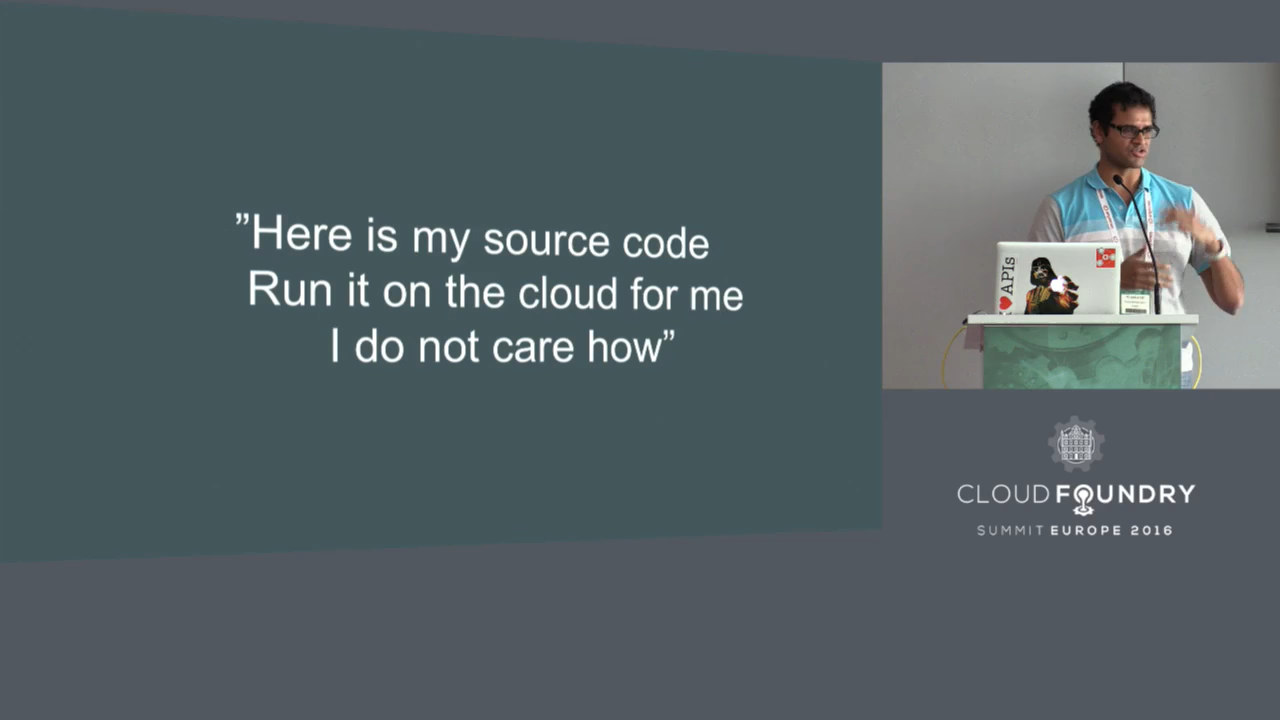 ”Here is my source code
Run it on the cloud for me
I do not care how”
APIs
CLOUD FOUNDRY
SUMMIT EUROPE 2016